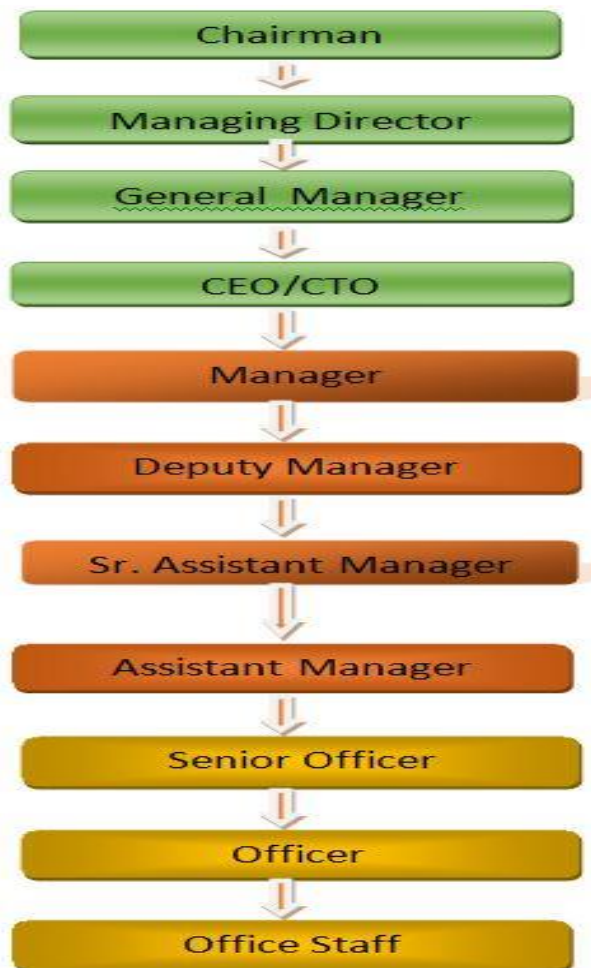 Chairman
Managing Director
General Manager
CEO/CTO
Manager
Deputy Manager
Sr. Assistant Manager
Assistant Manager
Senior Officer
Officer
Office Staff